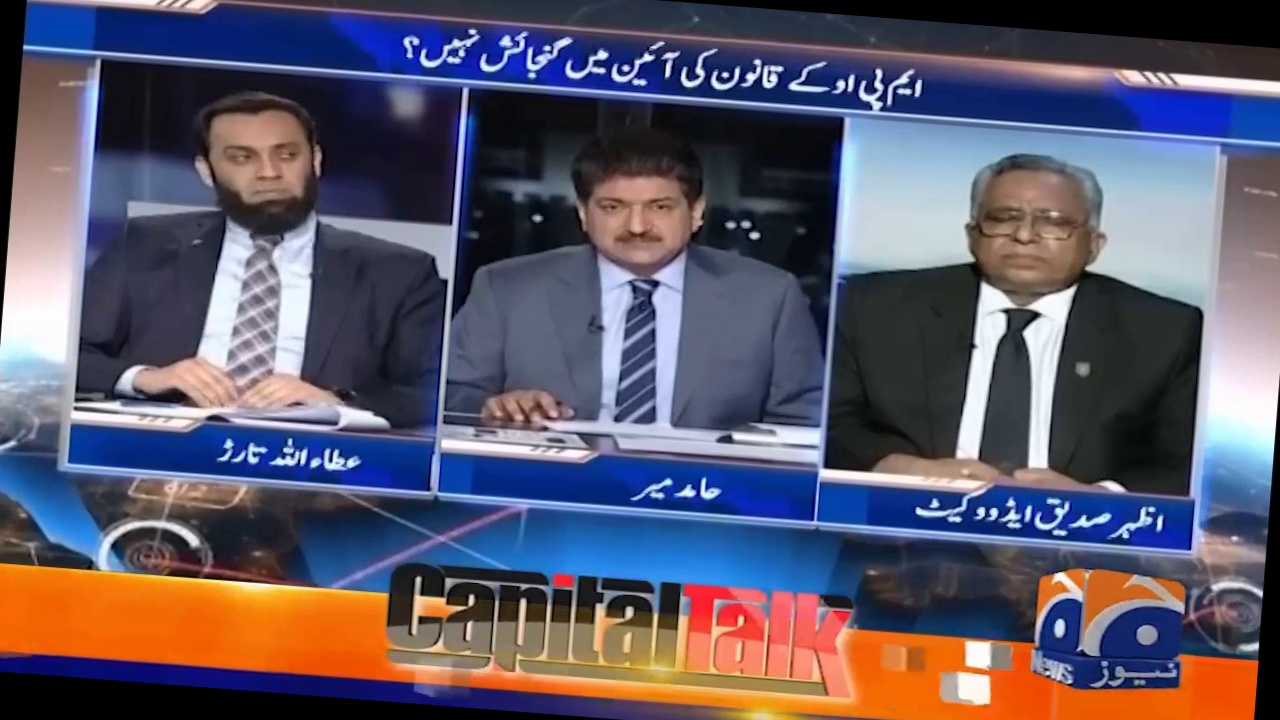 ایم پی او کے قانون کی آئین میں گنجائش نہیں؟
عطاء اللہ تارڑ
حامد میر
اظہر صدیق ایڈووکیٹ
Capital Talk
News نیوز